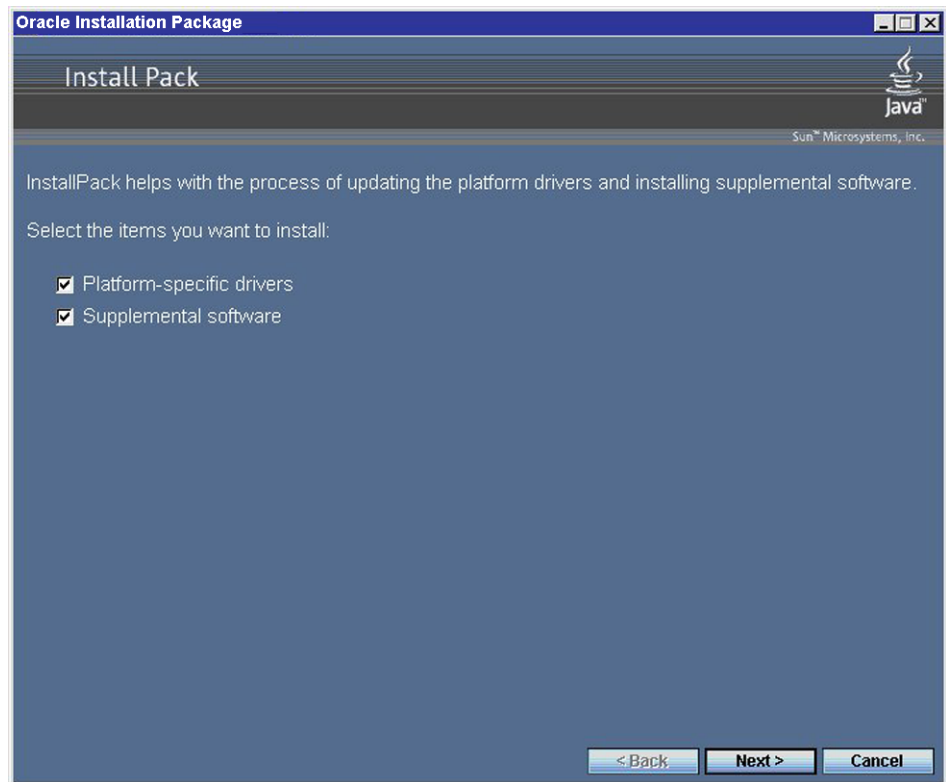 Oracle Installation Package
Install Pack
Java™
Sun™ Microsystems, Inc.
InstallPack helps with the process of updating the platform drivers and installing supplemental software.
Select the items you want to install:
Platform-specific drivers
Supplemental software
< Back Next > Cancel